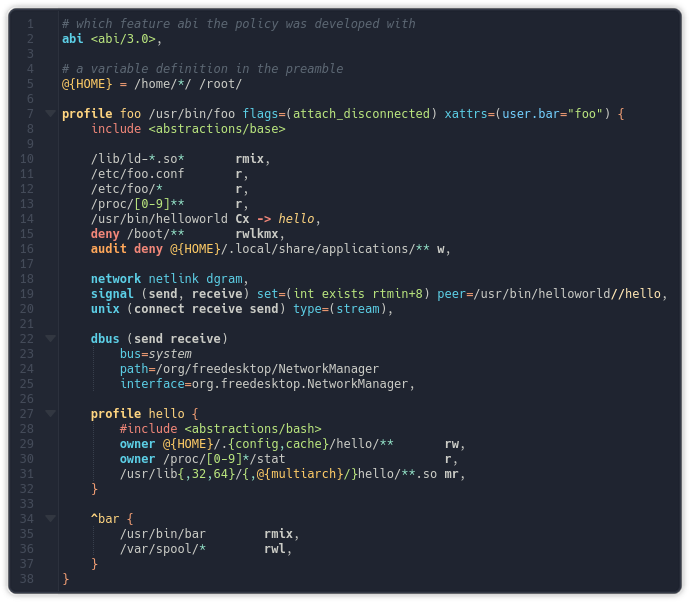 1 # which feature abi the policy was developed with
2 abi <abi/3.0>,
3
4 # a variable definition in the preamble
5 @{HOME} = /home/*/ /root/
6
7 profile foo /usr/bin/foo flags=(attach_disconnected) xattrs=(user.bar="foo") {
8     include <abstractions/base>
9
10     /lib/ld-*.so*       rmix,
11     /etc/foo.conf       r,
12     /etc/foo/*          r,
13     /proc/[0-9]**       r,
14     /usr/bin/helloworld Cx -> hello,
15     deny /boot/**       rwlkmx,
16     audit deny @{HOME}/.local/share/applications/** w,
17
18     network netlink dgram,
19     signal (send, receive) set=(int exists rtmin+8) peer=/usr/bin/helloworld//hello,
20     unix (connect receive send) type=(stream),
21
22     dbus (send receive)
23         bus=system
24         path=/org/freedesktop/NetworkManager
25         interface=org.freedesktop.NetworkManager,
26
27     profile hello {
28         #include <abstractions/bash>
29         owner @{HOME}/.{config,cache}/hello/**       rw,
30         owner /proc/[0-9]*/stat                      r,
31         /usr/lib{,32,64}/{,@{multiarch}/}hello/**.so mr,
32     }
33
34     ^bar {
35         /usr/bin/bar        rmix,
36         /var/spool/*        rwl,
37     }
38 }